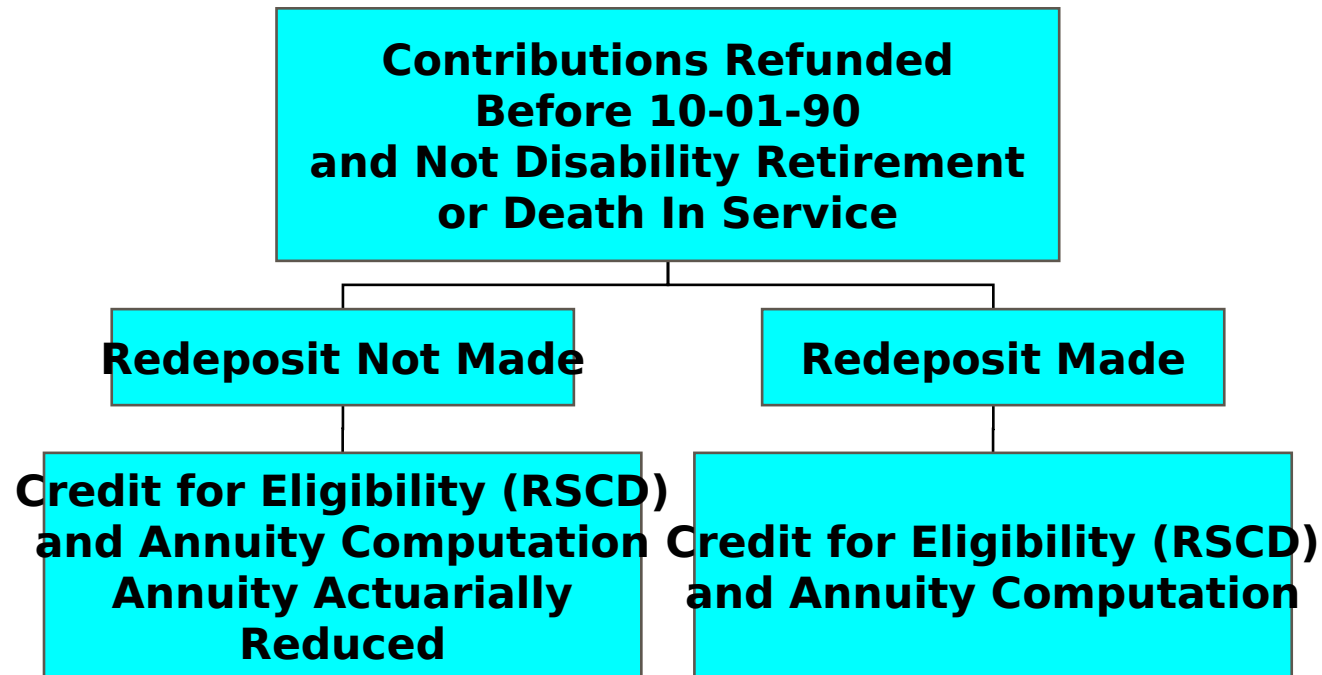 Contributions Refunded
Before 10-01-90
and Not Disability Retirement
or Death In Service
Redeposit Not Made
Redeposit Made
Credit for Eligibility (RSCD)
and Annuity Computation
Annuity Actuarially
Reduced
Credit for Eligibility (RSCD)
and Annuity Computation